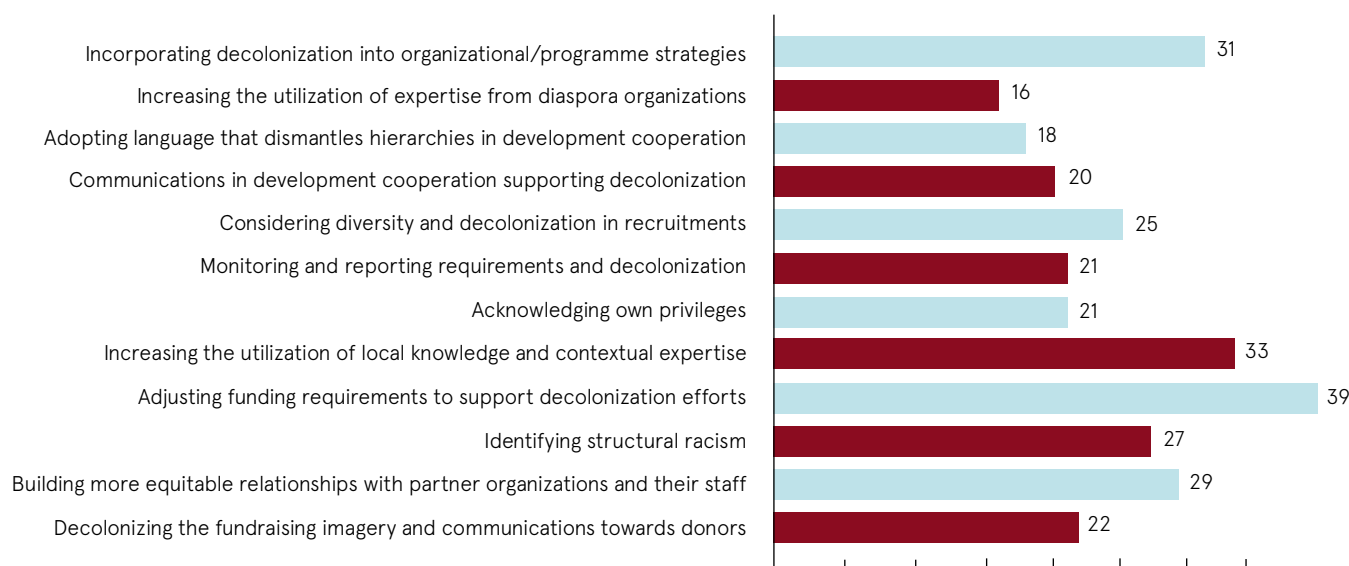 Incorporating decolonization into organizational/programme strategies 31
Increasing the utilization of expertise from diaspora organizations 16
Adopting language that dismantles hierarchies in development cooperation 18
Communications in development cooperation supporting decolonization 20
Considering diversity and decolonization in recruitments 25
Monitoring and reporting requirements and decolonization 21
Acknowledging own privileges 21
Increasing the utilization of local knowledge and contextual expertise 33
Adjusting funding requirements to support decolonization efforts 39
Identifying structural racism 27
Building more equitable relationships with partner organizations and their staff 29
Decolonizing the fundraising imagery and communications towards donors 22